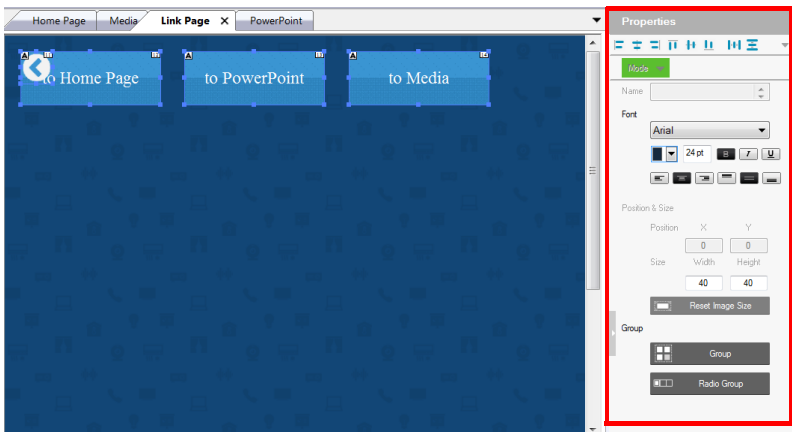 Home Page Media Link Page X PowerPoint
Properties
to Home Page to PowerPoint to Media
Mode
Name
Font
Arial
24 pt B I U
Position & Size
Position X Y
0 0
Size Width Height
40 40
Reset Image Size
Group
Group
Radio Group